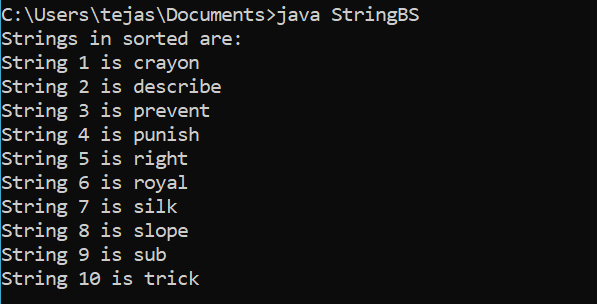 C:\Users\tejas\Documents>java StringBS
Strings in sorted are:
String 1 is crayon
String 2 is describe
String 3 is prevent
String 4 is punish
String 5 is right
String 6 is royal
String 7 is silk
String 8 is slope
String 9 is sub
String 10 is trick